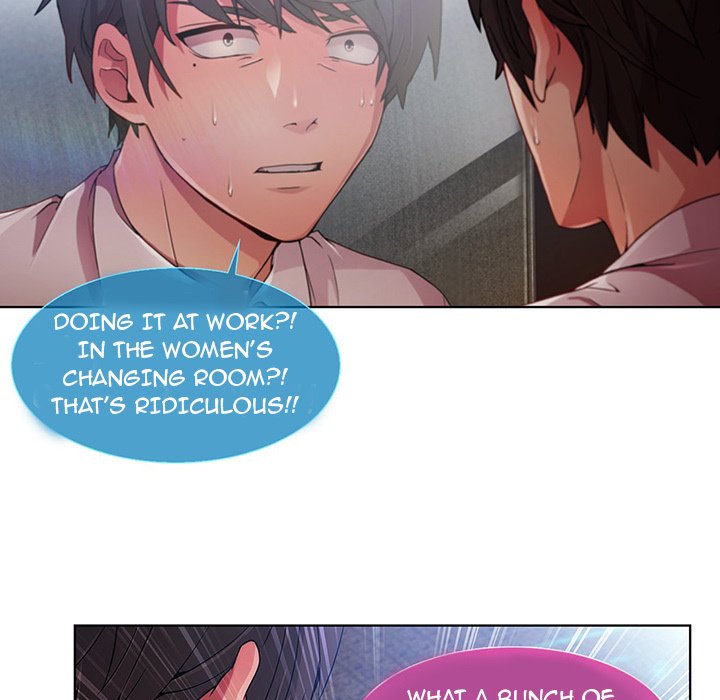 DOING IT AT WORK?!
IN THE WOMEN'S
CHANGING ROOM?!
THAT'S RIDICULOUS!!
WHAT A BUNCH OF